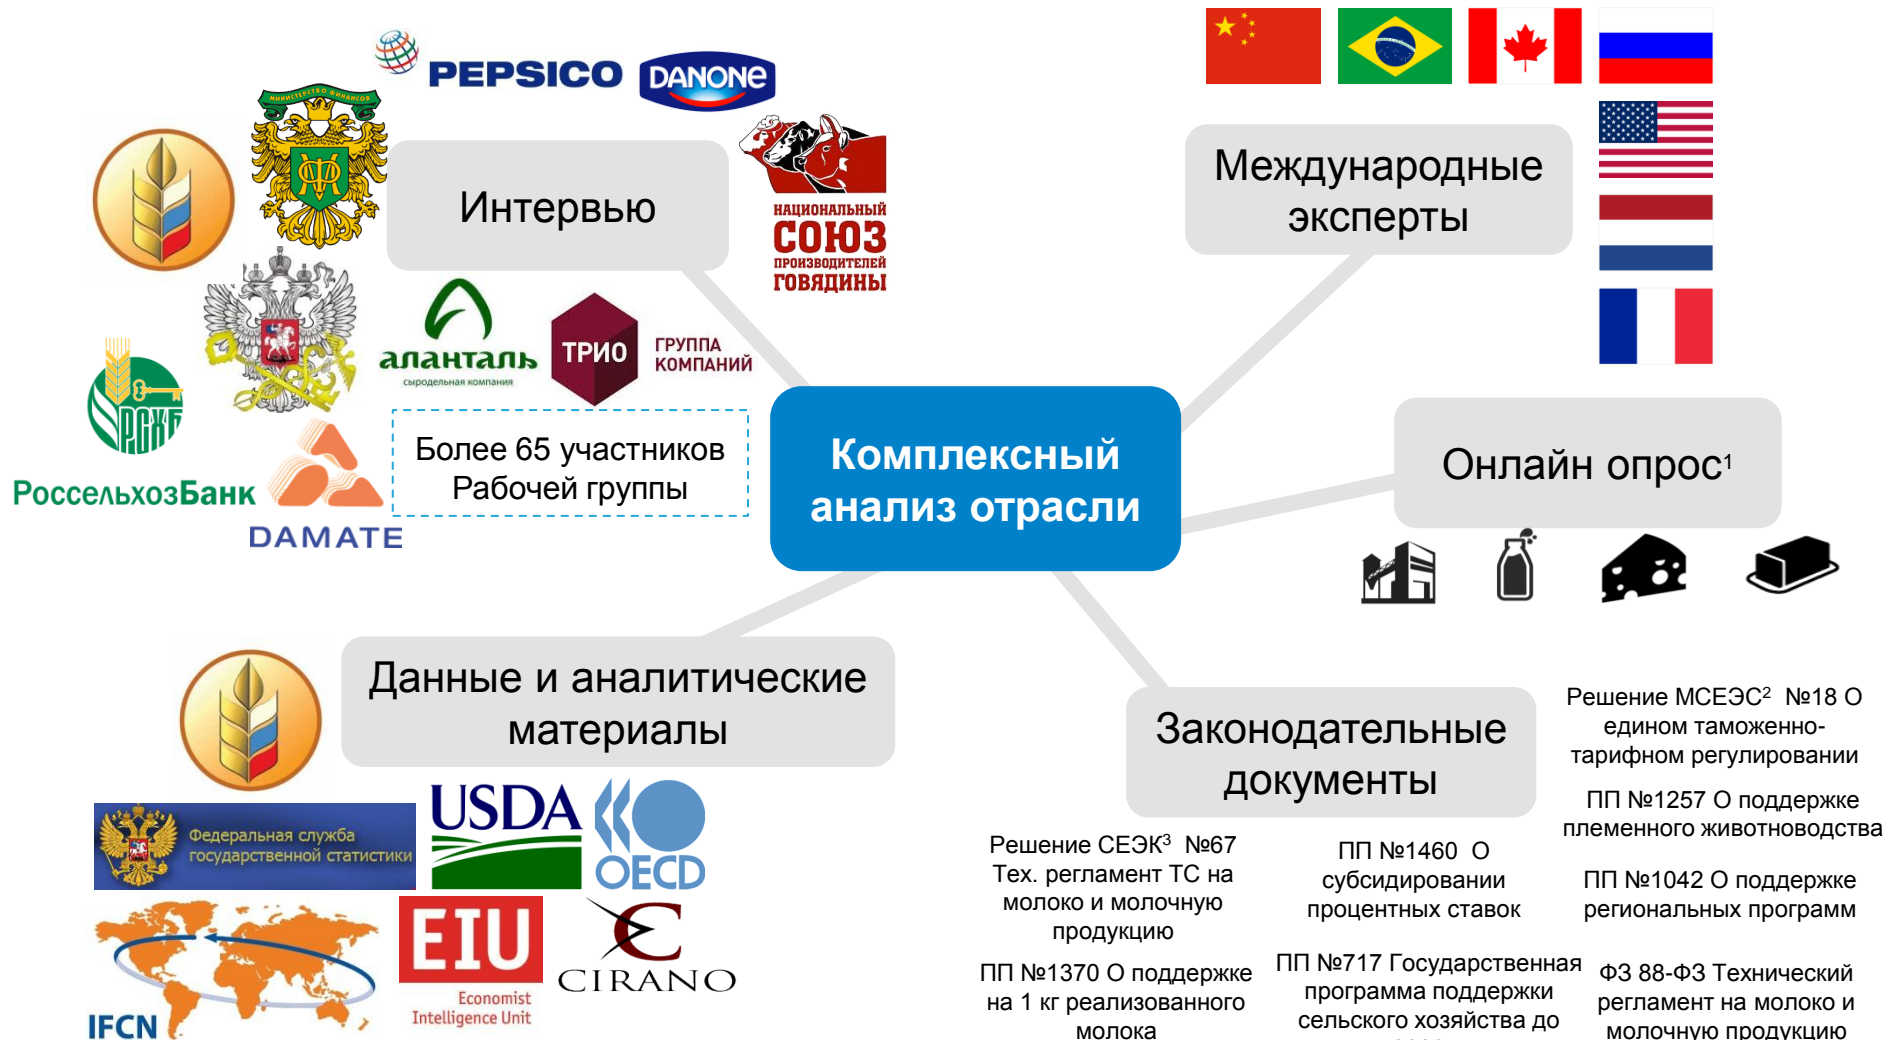 PEPSICO
DANONE
МИНИСТЕРСТВО ФИНАНСОВ
Интервью
НАЦИОНАЛЬНЫЙ
СОЮЗ
ПРОИЗВОДИТЕЛЕЙ
ГОВЯДИНЫ
аланталь
сыродельная компания
ТРИО
ГРУППА
КОМПАНИЙ
РСХБ
РоссельхозБанк
DAMATE
Более 65 участников
Рабочей группы
Комплексный
анализ отрасли
Международные
эксперты
Онлайн опрос¹
Данные и аналитические
материалы
Федеральная служба
государственной статистики
USDA
OECD
IFCN
EIU
Economist
Intelligence Unit
CIRANO
Законодательные
документы
Решение МСЕЭС² №18 О
едином таможенно-
тарифном регулировании
ПП №1257 О поддержке
племенного животноводства
Решение СЕЭК³ №67
Тех. регламент ТС на
молоко и молочную
продукцию
ПП №1460 О
субсидировании
процентных ставок
ПП №1042 О поддержке
региональных программ
ПП №1370 О поддержке
на 1 кг реализованного
молока
ПП №717 Государственная
программа поддержки
сельского хозяйства до
ФЗ 88-ФЗ Технический
регламент на молоко и
молочную продукцию